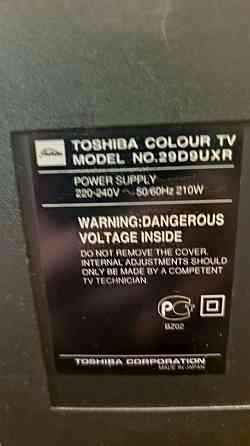 Toshiba
TOSHIBA COLOUR TV
MODEL NO.29D9UXR
POWER SUPPLY
220-240V ~ 50/60Hz 210W
WARNING:DANGEROUS
VOLTAGE INSIDE
DO NOT REMOVE THE COVER.
INTERNAL ADJUSTMENTS SHOULD
ONLY BE MADE BY A COMPETENT
TV TECHNICIAN.
BZ02
TOSHIBA CORPORATION
MADE IN JAPAN